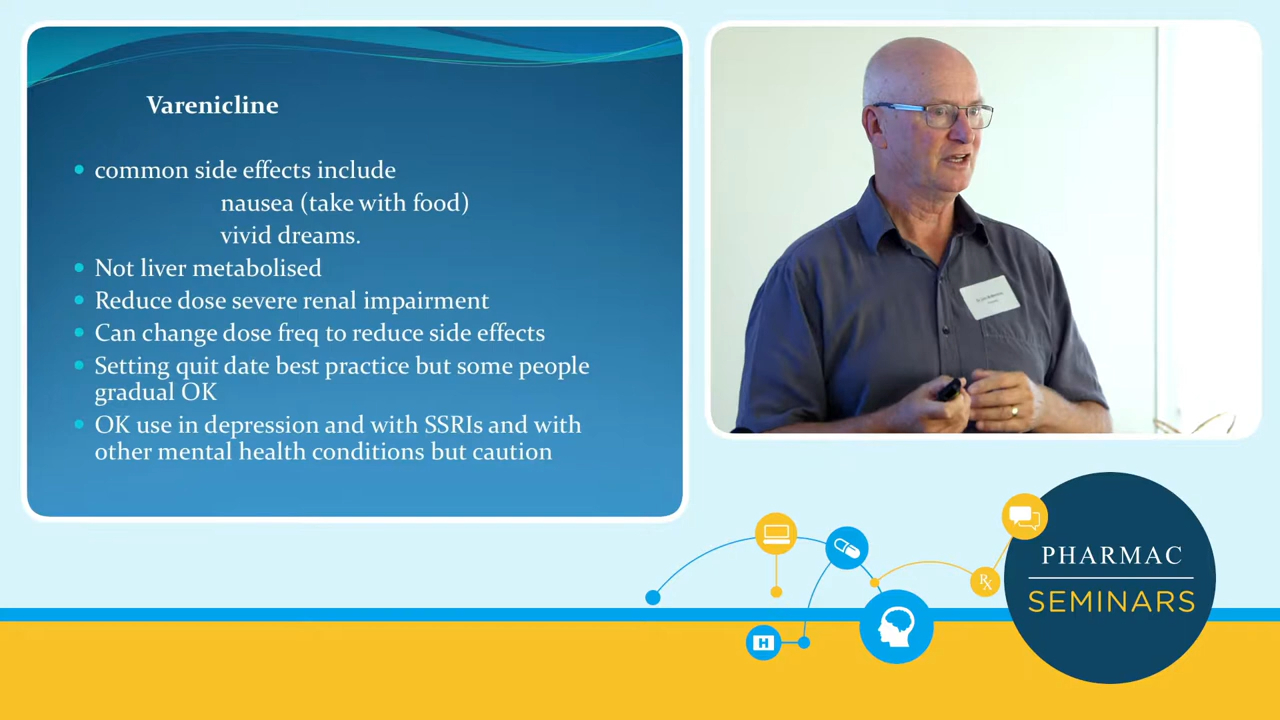 Varenicline
• common side effects include
nausea (take with food)
vivid dreams.
• Not liver metabolised
• Reduce dose severe renal impairment
• Can change dose freq to reduce side effects
• Setting quit date best practice but some people
gradual OK
• OK use in depression and with SSRIs and with
other mental health conditions but caution
H
Rx
PHARMAC
SEMINARS